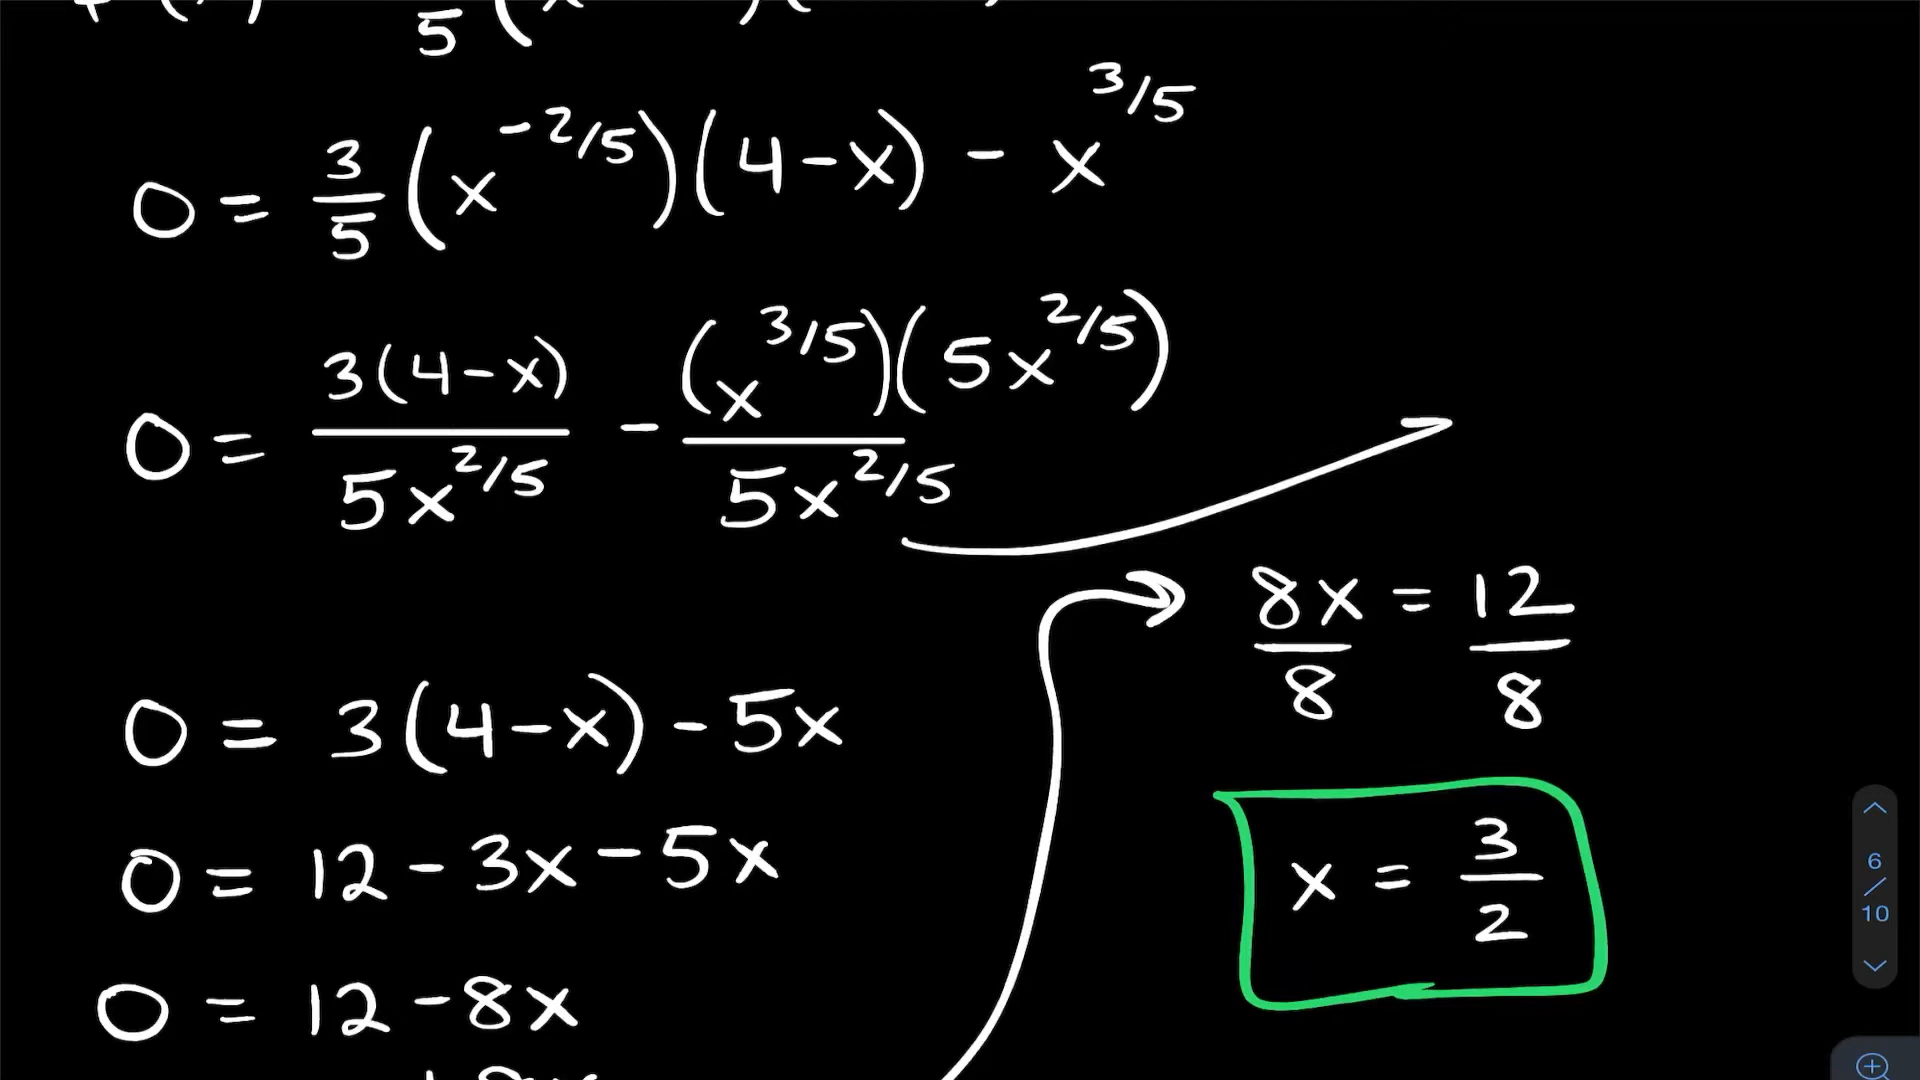 0 = 3/5 (x^-2/5)(4-x) - x^3/5
0 = 3(4-x)/5x^2/5 - (x^3/5)(5x^2/5)/5x^2/5
0 = 3(4-x) - 5x
0 = 12 - 3x - 5x
0 = 12 - 8x
8x/8 = 12/8
x = 3/2
6
/
10